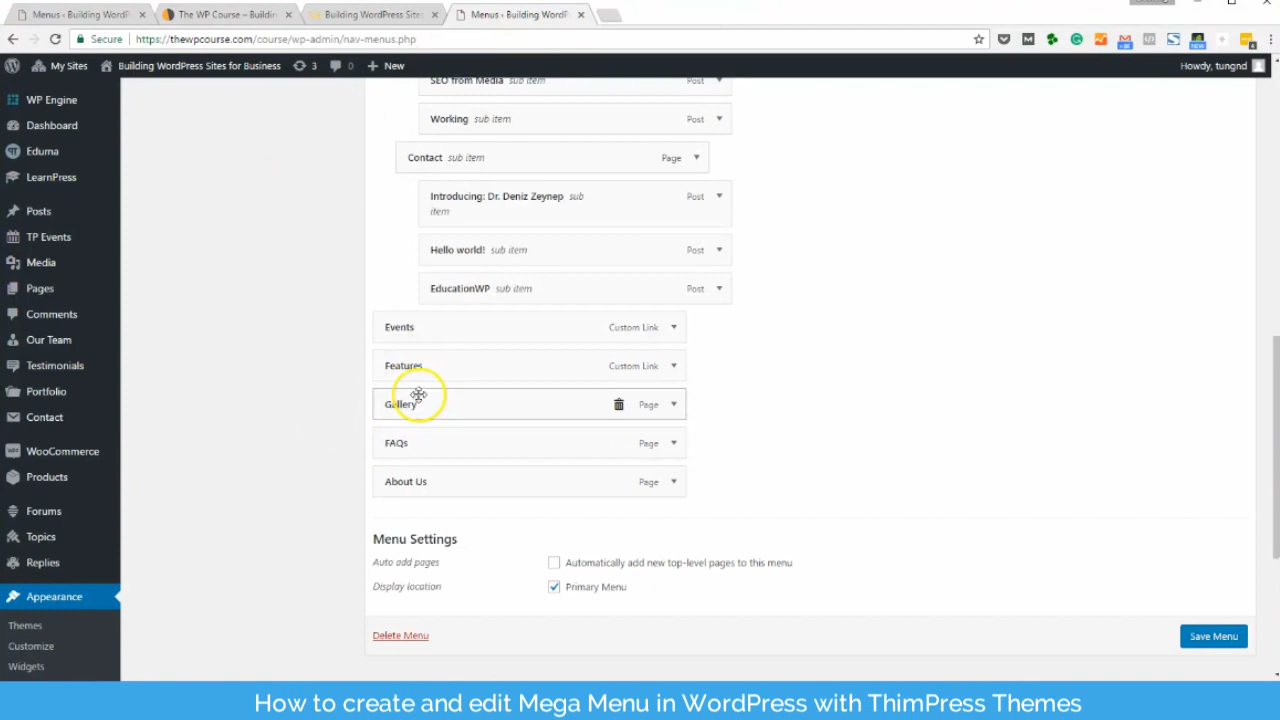 Menus ‹ Building WordP
The WP Course – Buildin
Building WordPress Site
Menus ‹ Building WordP
Secure
https://thewpcourse.com/course/wp-admin/nav-menus.php
My Sites
Building WordPress Sites for Business
3
0
New
Howdy, tungnd
WP Engine
Dashboard
Eduma
LearnPress
Posts
TP Events
Media
Pages
Comments
Our Team
Testimonials
Portfolio
Contact
WooCommerce
Products
Forums
Topics
Replies
Appearance
Themes
Customize
Widgets
SEO from Media sub item Post
Working sub item Post
Contact sub item Page
Introducing: Dr. Deniz Zeynep sub Post
item
Hello world! sub item Post
EducationWP sub item Post
Events Custom Link
Features Custom Link
Gallery Page
FAQs Page
About Us Page
Menu Settings
Auto add pages Automatically add new top-level pages to this menu
Display location Primary Menu
Delete Menu
Save Menu
How to create and edit Mega Menu in WordPress with ThimPress Themes